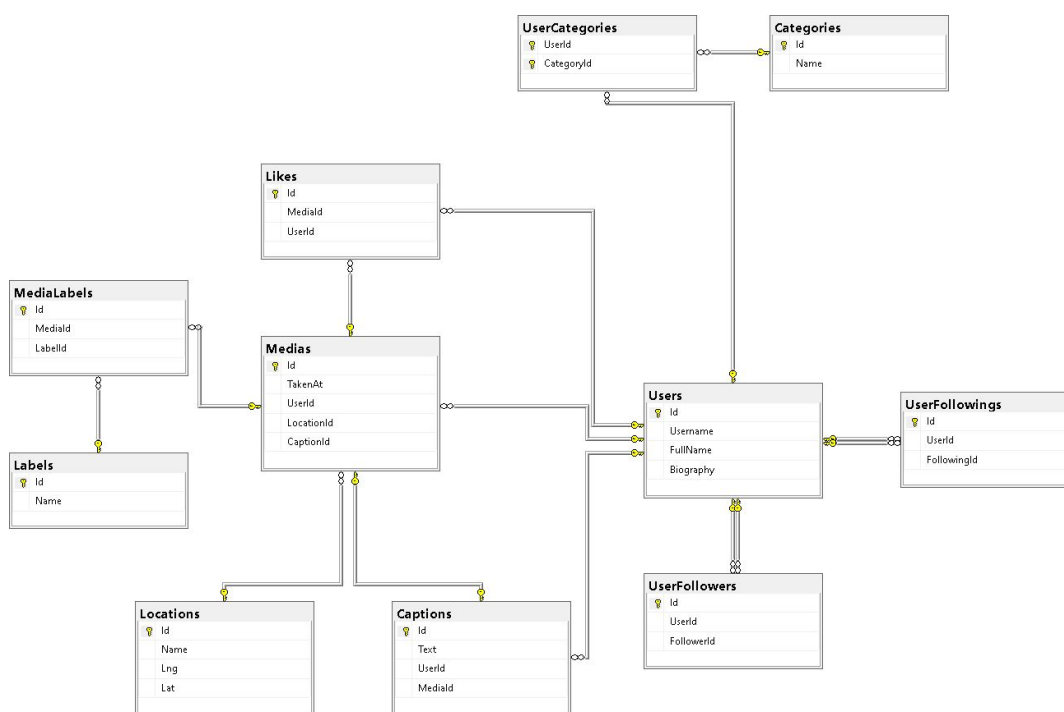 UserCategories
UserId
CategoryId
Categories
Id
Name
Likes
Id
MediaId
UserId
MediaLabels
Id
MediaId
LabelId
Medias
Id
TakenAt
UserId
LocationId
CaptionId
Users
Id
Username
FullName
Biography
UserFollowings
Id
UserId
FollowingId
Labels
Id
Name
UserFollowers
Id
UserId
FollowerId
Locations
Id
Name
Lng
Lat
Captions
Id
Text
UserId
MediaId